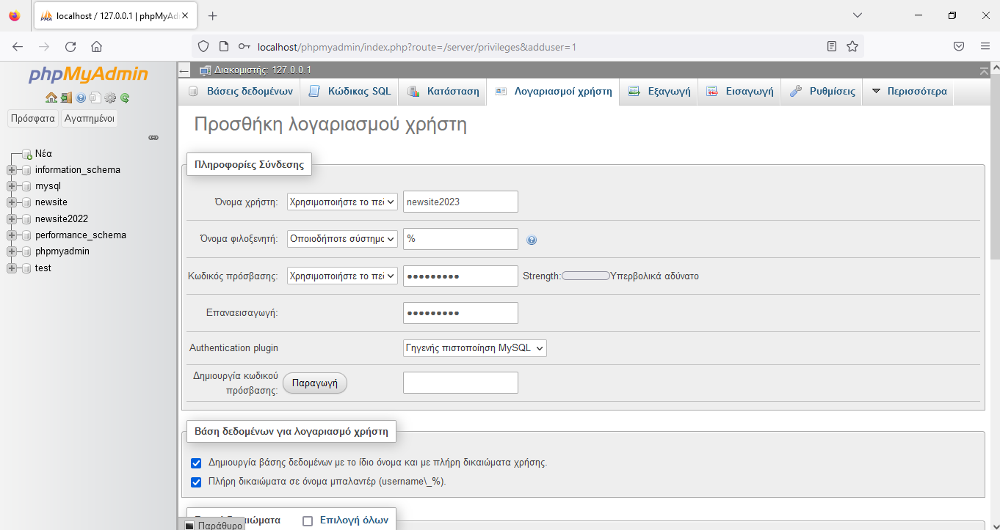 localhost / 127.0.0.1 | phpMyAd
localhost/phpmyadmin/index.php?route=/server/privileges&adduser=1
phpMyAdmin
Πρόσφατα Αγαπημένοι
Νέα
information_schema
mysql
newsite
newsite2022
performance_schema
phpmyadmin
test
Διακομιστής: 127.0.0.1
Βάσεις δεδομένων Κώδικας SQL Κατάσταση Λογαριασμοί χρήστη Εξαγωγή Εισαγωγή Ρυθμίσεις Περισσότερα
Προσθήκη λογαριασμού χρήστη
Πληροφορίες Σύνδεσης
Όνομα χρήστη: Χρησιμοποιήστε το πεί newsite2023
Όνομα φιλοξενητή: Οποιοδήποτε σύστημα %
Κωδικός πρόσβασης: Χρησιμοποιήστε το πεί ●●●●●●●●● Strength: Υπερβολικά αδύνατο
Επαναεισαγωγή: ●●●●●●●●●
Authentication plugin Γηγενής πιστοποίηση MySQL
Δημιουργία κωδικού
πρόσβασης: Παραγωγή
Βάση δεδομένων για λογαριασμό χρήστη
Δημιουργία βάσης δεδομένων με το ίδιο όνομα και με πλήρη δικαιώματα χρήσης.
Πλήρη δικαιώματα σε όνομα μπαλαντέρ (username\_%).
Επιλογή όλων
Παράθυρο